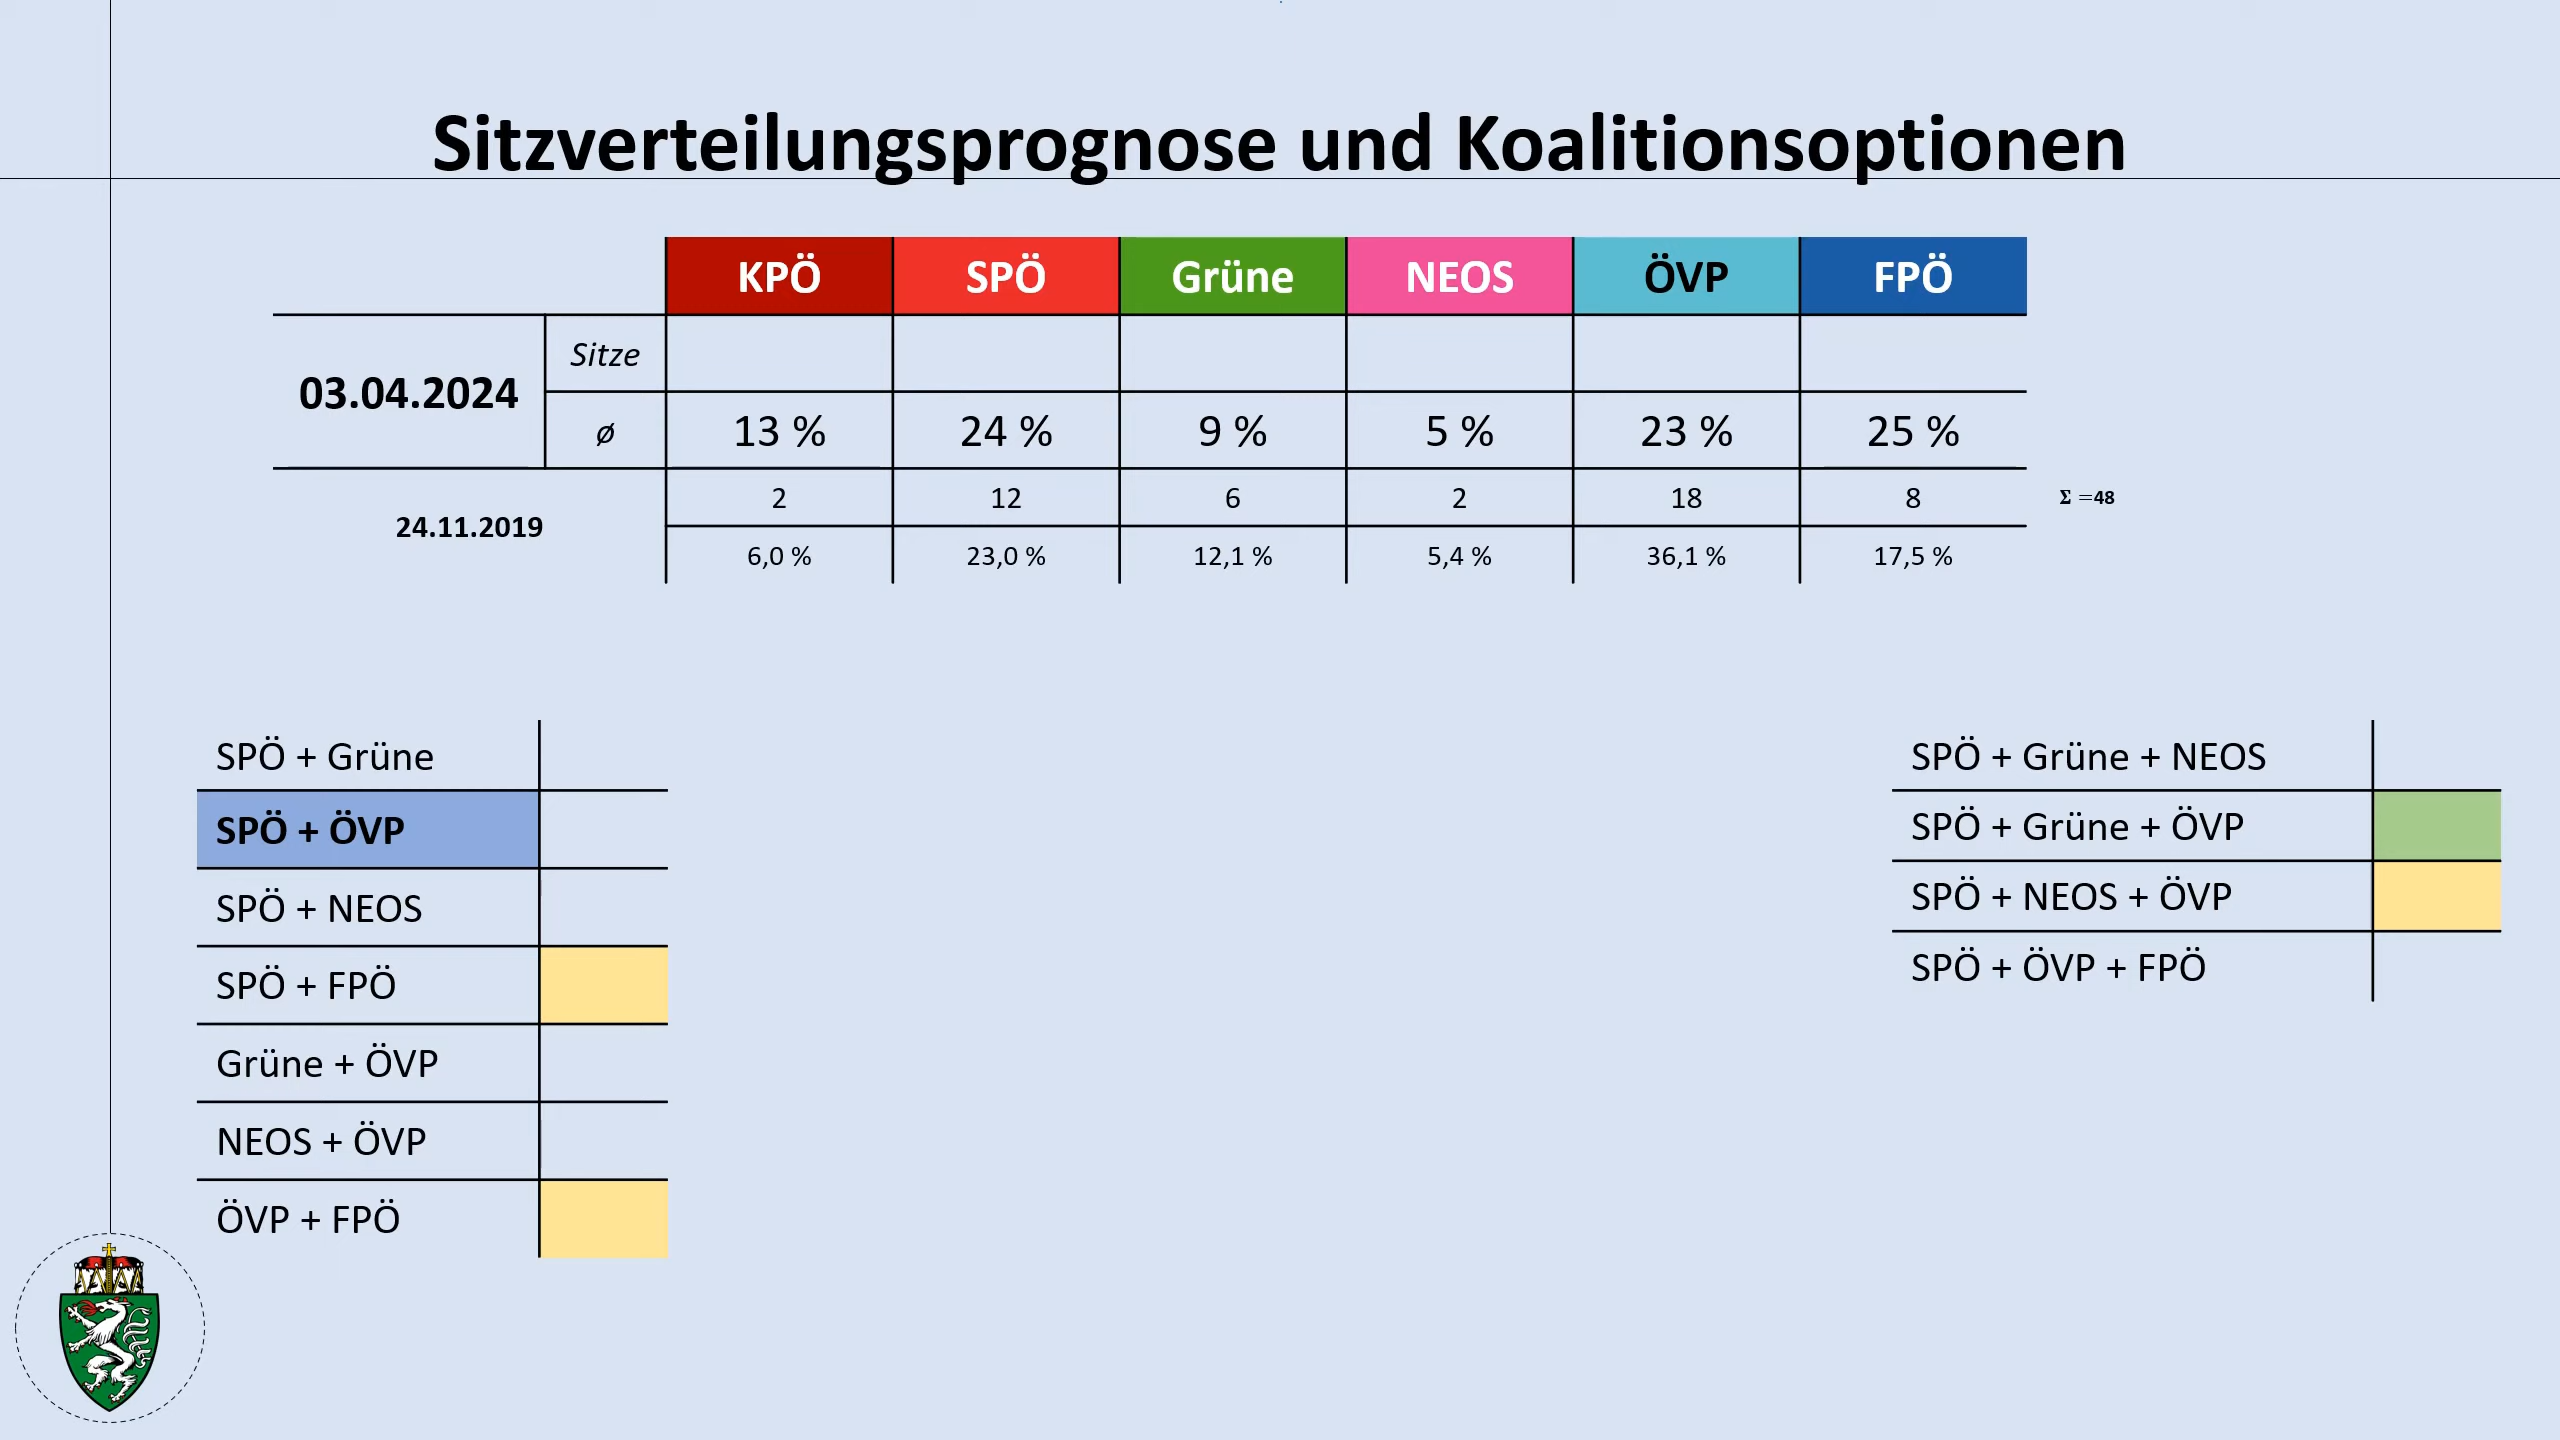 Sitzverteilungsprognose und Koalitionsoptionen
KPÖ SPÖ Grüne NEOS ÖVP FPÖ
03.04.2024 Sitze
ø 13 % 24 % 9 % 5 % 23 % 25 %
24.11.2019 2 12 6 2 18 8 Σ =48
6,0 % 23,0 % 12,1 % 5,4 % 36,1 % 17,5 %
SPÖ + Grüne
SPÖ + ÖVP
SPÖ + NEOS
SPÖ + FPÖ
Grüne + ÖVP
NEOS + ÖVP
ÖVP + FPÖ
SPÖ + Grüne + NEOS
SPÖ + Grüne + ÖVP
SPÖ + NEOS + ÖVP
SPÖ + ÖVP + FPÖ